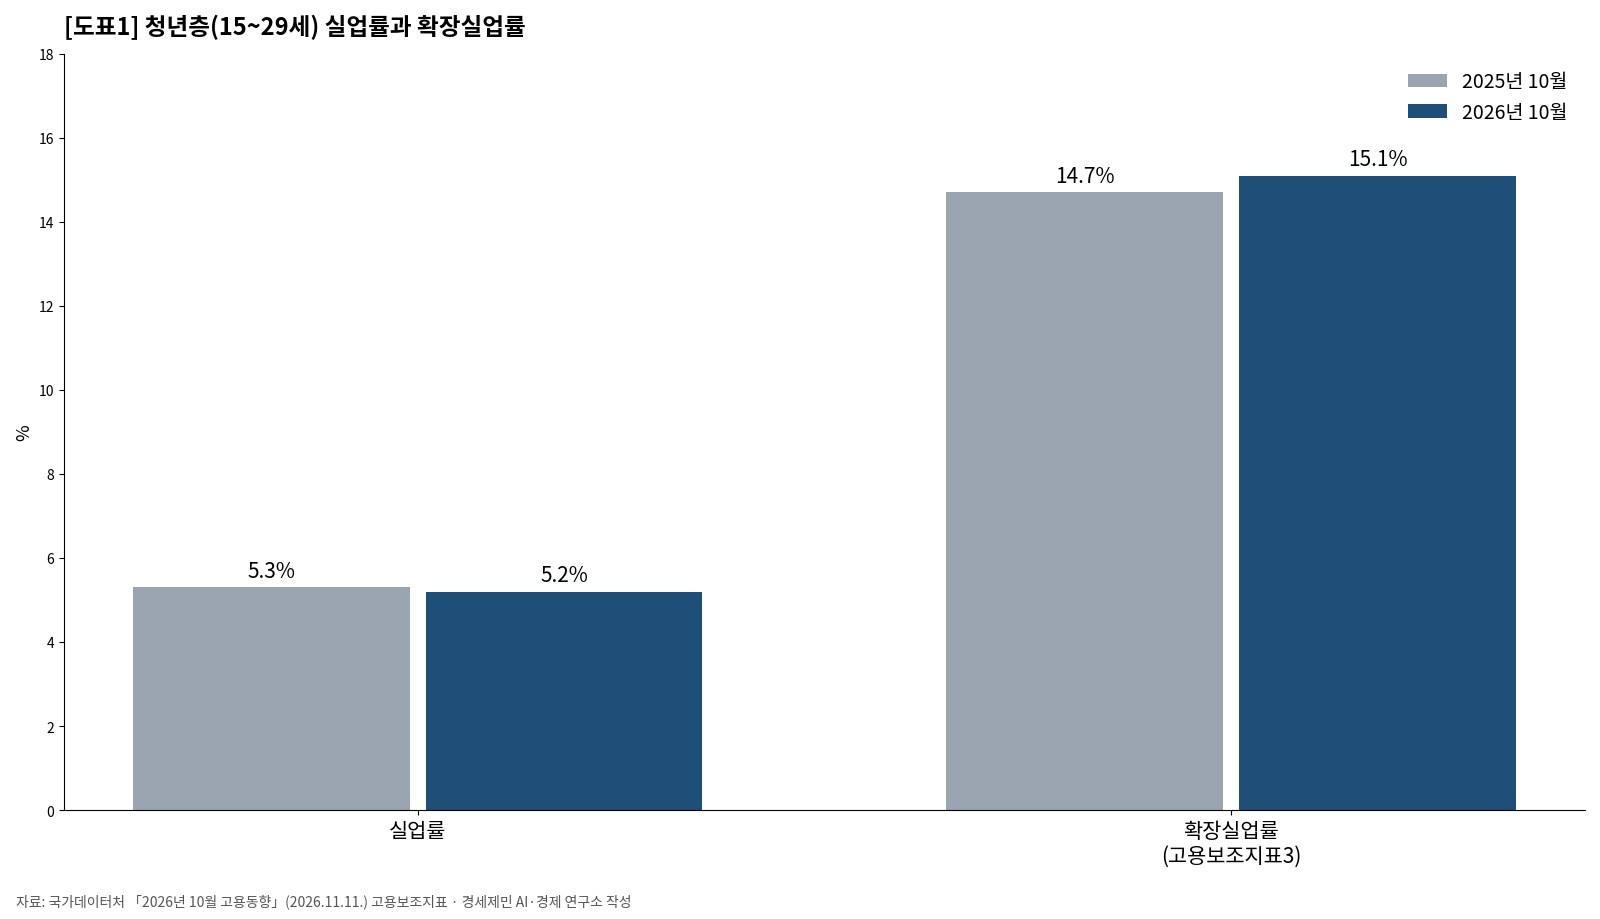 [도표1] 청년층(15~29세) 실업률과 확장실업률
18
16
14
12
10
8
6
4
2
0
%
2025년 10월
2026년 10월
5.3%
5.2%
14.7%
15.1%
실업률
확장실업률
(고용보조지표3)
자료: 국가데이터처 「2026년 10월 고용동향」(2026.11.11.) 고용보조지표 · 경세제민 AI·경제 연구소 작성